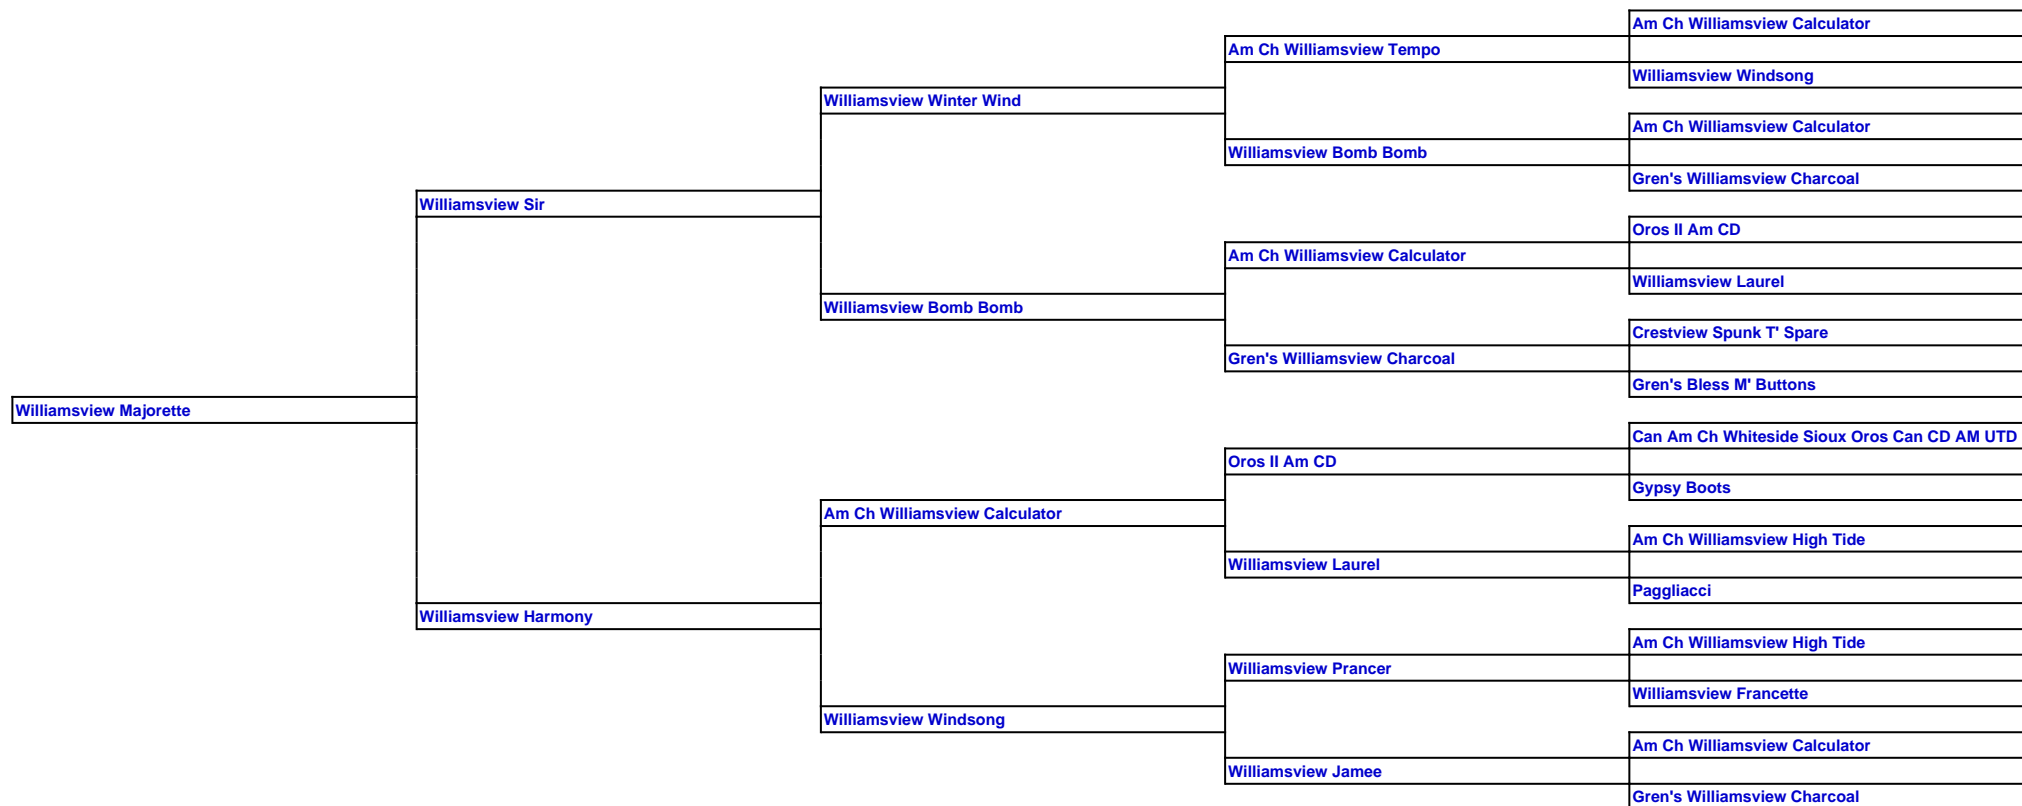 Am Ch Williamsview Calculator
Am Ch Williamsview Tempo
Williamsview Windsong
Williamsview Winter Wind
Am Ch Williamsview Calculator
Williamsview Bomb Bomb
Gren's Williamsview Charcoal
Williamsview Sir
Oros II Am CD
Am Ch Williamsview Calculator
Williamsview Laurel
Williamsview Bomb Bomb
Crestview Spunk T' Spare
Gren's Williamsview Charcoal
Gren's Bless M' Buttons
Williamsview Majorette
Can Am Ch Whiteside Sioux Oros Can CD AM UTD
Oros II Am CD
Gypsy Boots
Am Ch Williamsview Calculator
Am Ch Williamsview High Tide
Williamsview Laurel
Paggliacci
Williamsview Harmony
Am Ch Williamsview High Tide
Williamsview Prancer
Williamsview Francette
Williamsview Windsong
Am Ch Williamsview Calculator
Williamsview Jamee
Gren's Williamsview Charcoal